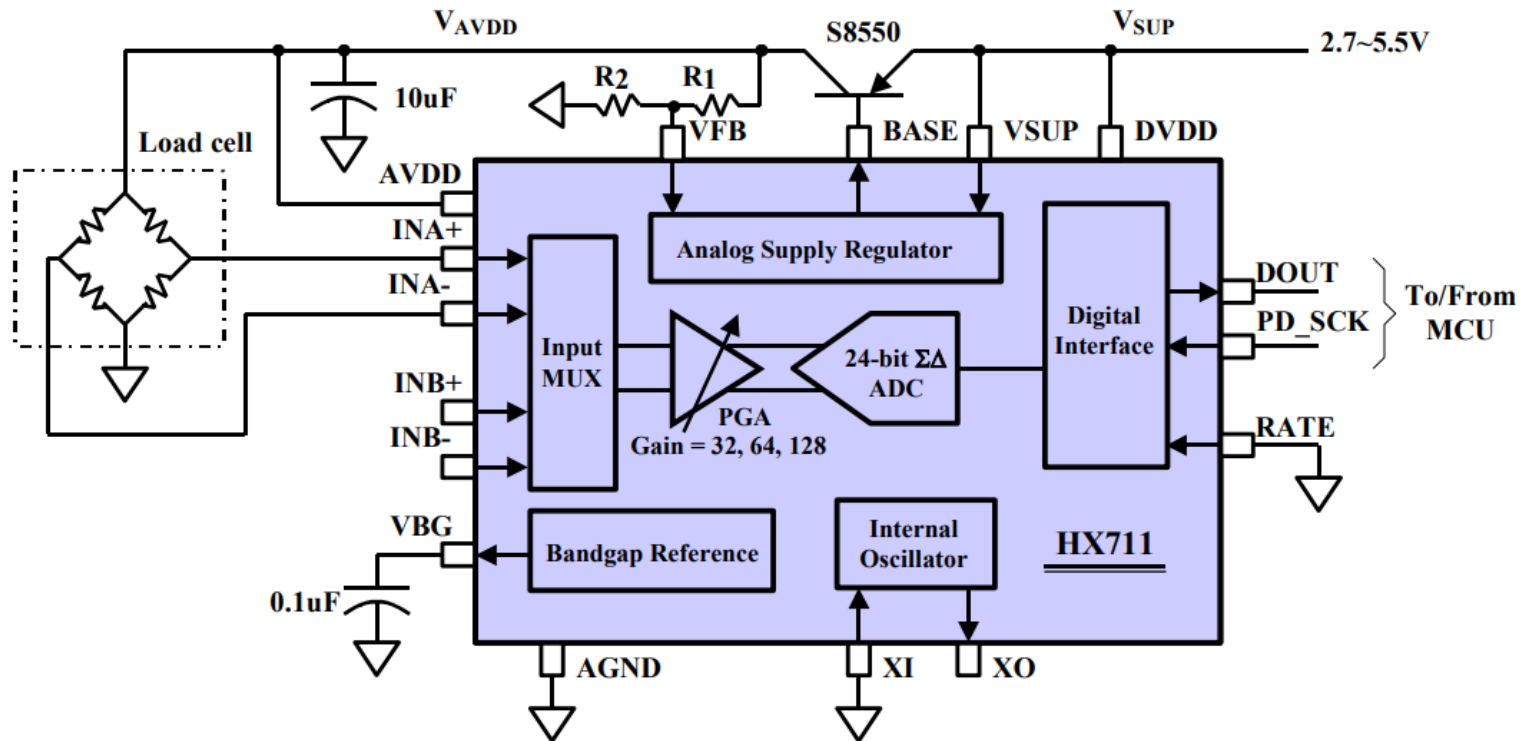 V_AVDD
S8550
V_SUP
2.7~5.5V
10uF
R2
R1
VFB
BASE
VSUP
DVDD
Load cell
AVDD
INA+
INA-
INB+
INB-
VBG
0.1uF
Analog Supply Regulator
Input
MUX
PGA
Gain = 32, 64, 128
24-bit ΣΔ
ADC
Digital
Interface
DOUT
PD_SCK
To/From
MCU
RATE
Bandgap Reference
Internal
Oscillator
HX711
AGND
XI
XO